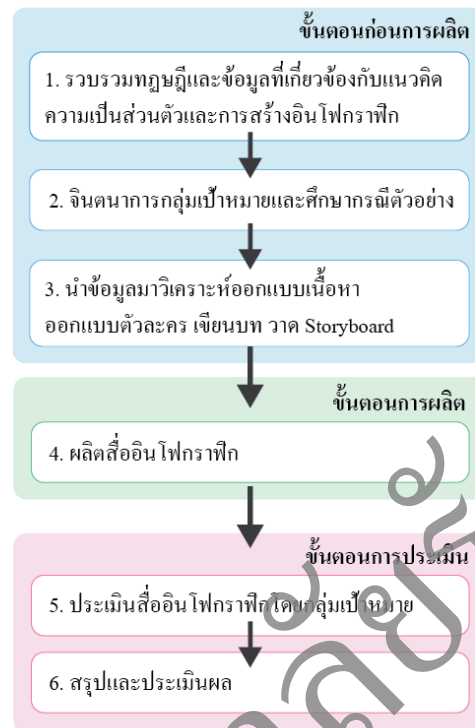 ขั้นตอนก่อนการผลิต
1. รวบรวมทฤษฎีและข้อมูลที่เกี่ยวข้องกับแนวคิด
ความเป็นส่วนตัวและการสร้างอินโฟกราฟิก
2. จินตนาการกลุ่มเป้าหมายและศึกษากรณีตัวอย่าง
3. นำข้อมูลมาวิเคราะห์ออกแบบเนื้อหา
ออกแบบตัวละคร เขียนบท วาด Storyboard
ขั้นตอนการผลิต
4. ผลิตสื่ออินโฟกราฟิก
ขั้นตอนการประเมิน
5. ประเมินสื่ออินโฟกราฟิกโดยกลุ่มเป้าหมาย
6. สรุปและประเมินผล